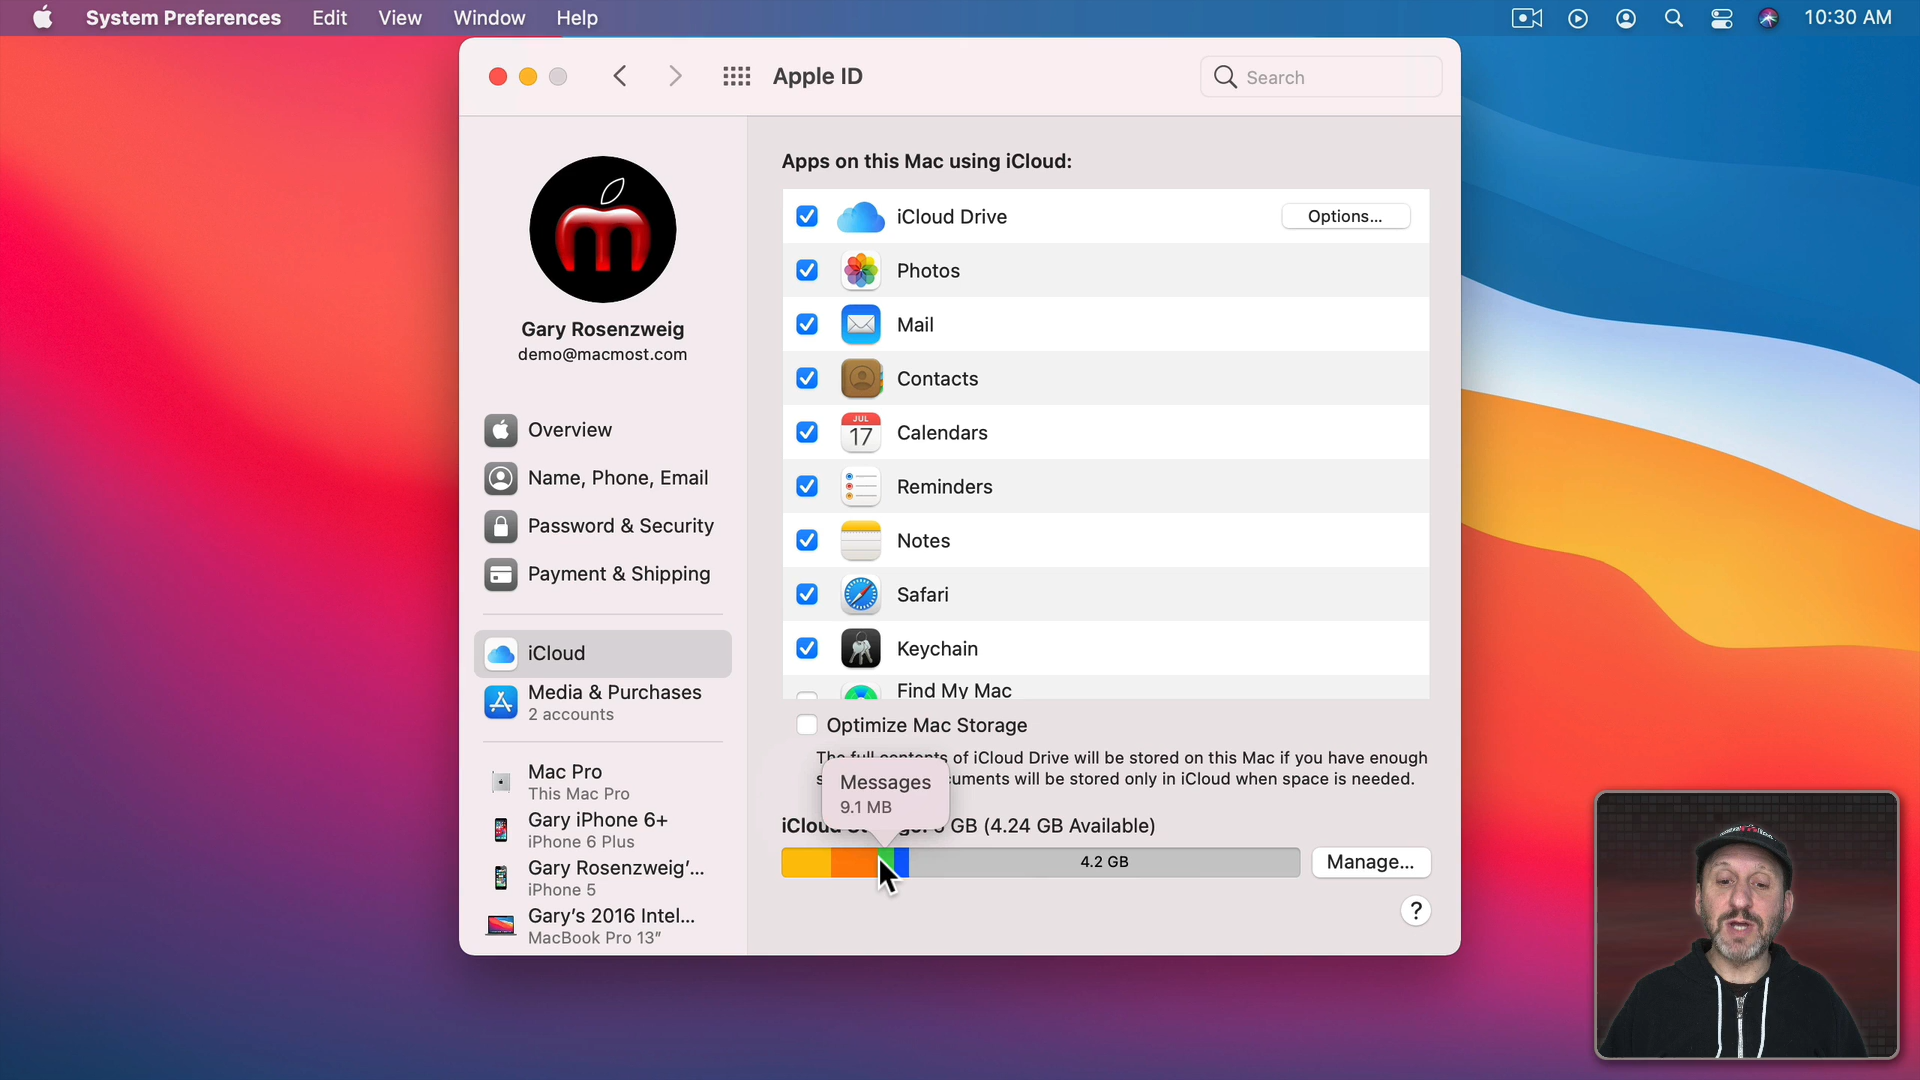 System Preferences Edit View Window Help 10:30 AM
Apple ID
Search
Gary Rosenzweig
demo@macmost.com
Overview
Name, Phone, Email
Password & Security
Payment & Shipping
iCloud
Media & Purchases
2 accounts
Mac Pro
This Mac Pro
Gary iPhone 6+
iPhone 6 Plus
Gary Rosenzweig’...
iPhone 5
Gary’s 2016 Intel...
MacBook Pro 13”
Apps on this Mac using iCloud:
iCloud Drive Options...
Photos
Mail
Contacts
JUL
17
Calendars
Reminders
Notes
Safari
Keychain
Find My Mac
Optimize Mac Storage
The full contents of iCloud Drive will be stored on this Mac if you have enough
will be stored only in iCloud when space is needed.
Messages
9.1 MB
iCloud GB (4.24 GB Available)
4.2 GB
Manage...
?